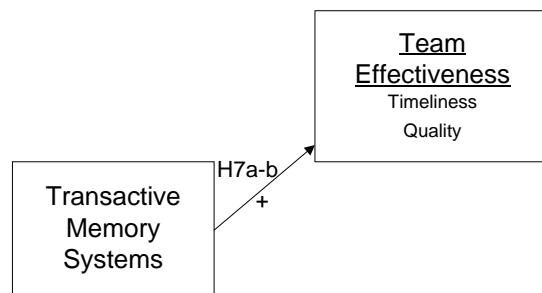 Team
Effectiveness
Timeliness
Quality
H7a-b
+
Transactive
Memory
Systems